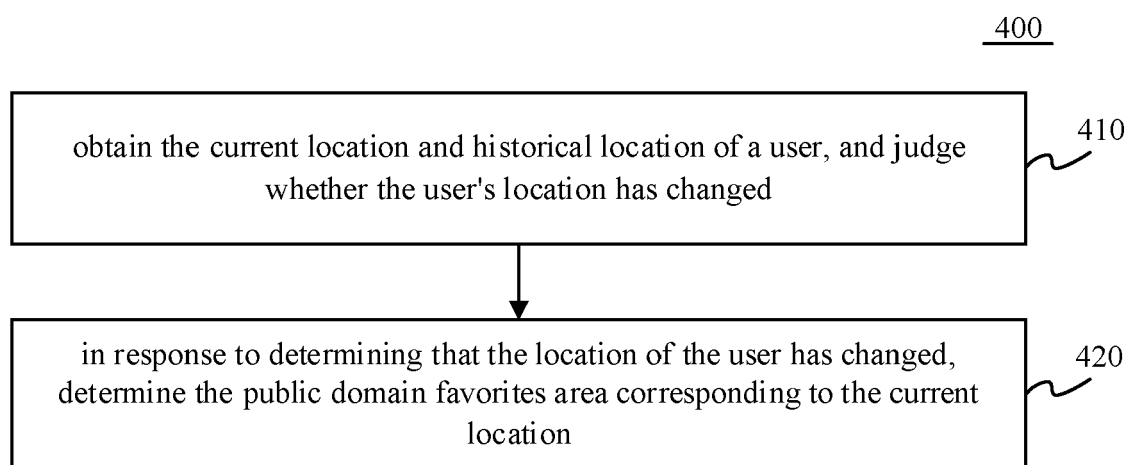 400
obtain the current location and historical location of a user, and judge
whether the user's location has changed
410
in response to determining that the location of the user has changed,
determine the public domain favorites area corresponding to the current
location
420